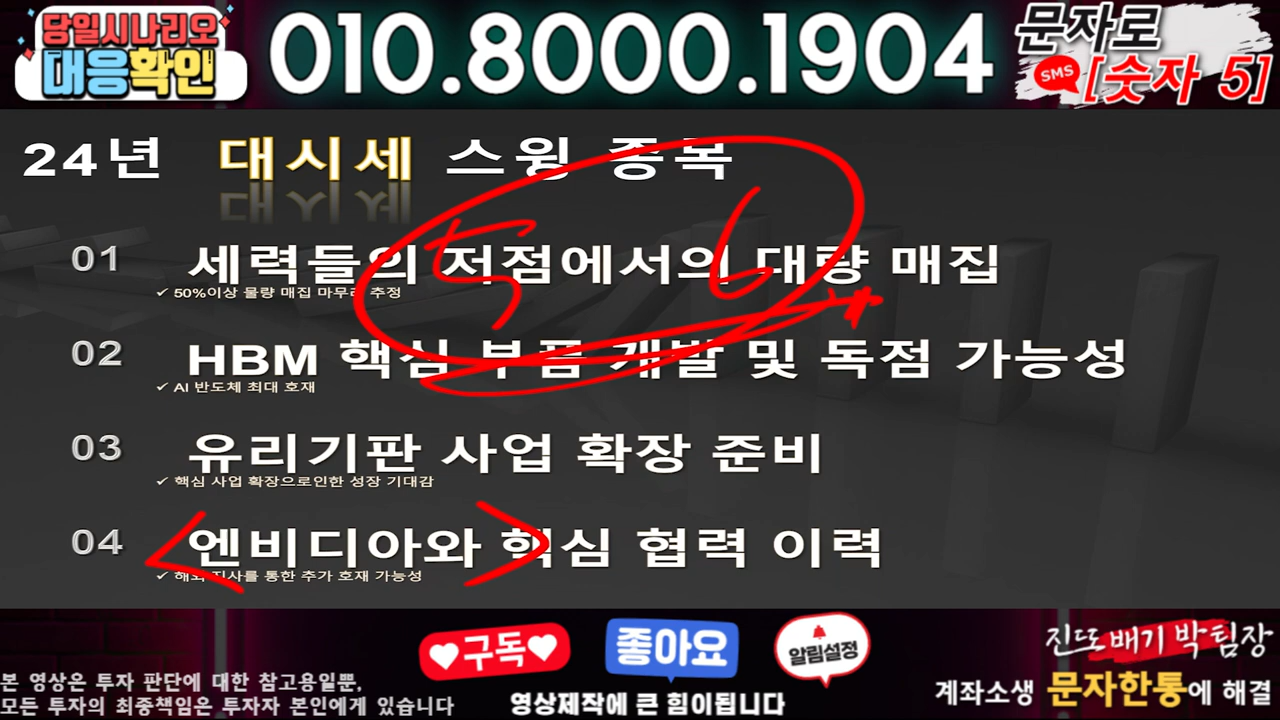 당일시나리오
대응확인
010.8000.1904
문자로
SMS
[숫자 5]
24년 대시세 스윙 종목
01 세력들의 저점에서의 대량 매집
✓ 50%이상 물량 매집 마무리 추정
02 HBM 핵심 부품 개발 및 독점 가능성
✓ AI 반도체 최대 호재
03 유리기판 사업 확장 준비
✓ 핵심 사업 확장으로인한 성장 기대감
04 엔비디아와 핵심 협력 이력
✓ 해외 지사를 통한 추가 호재 가능성
5 6
< >
구독
좋아요
알림설정
영상제작에 큰 힘이됩니다
본 영상은 투자 판단에 대한 참고용일뿐,
모든 투자의 최종책임은 투자자 본인에게 있습니다
진또배기 박팀장
계좌소생 문자한통에 해결